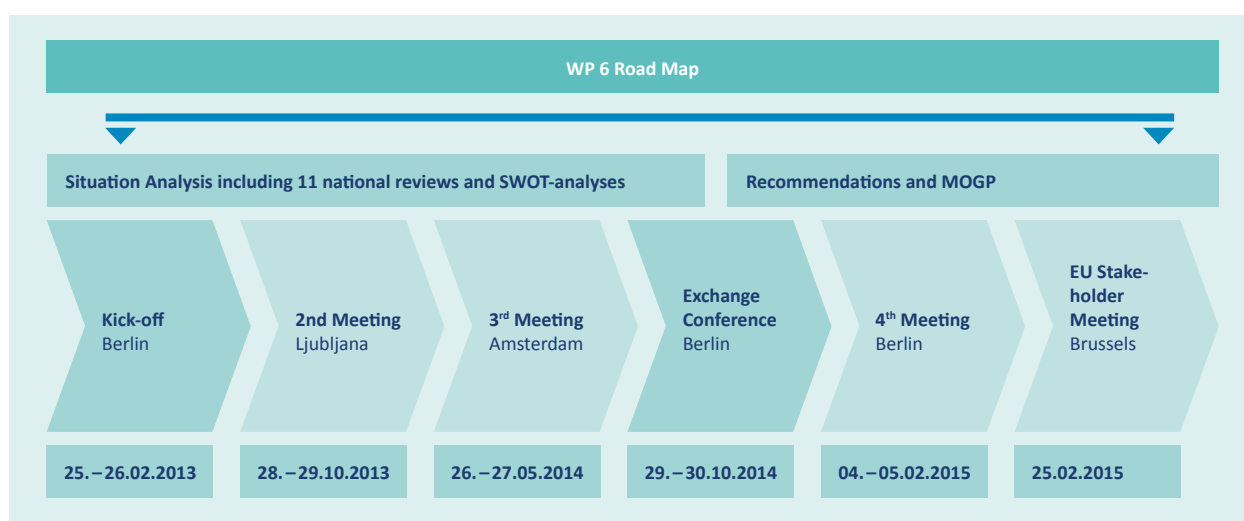 WP 6 Road Map
Situation Analysis including 11 national reviews and SWOT-analyses
Recommendations and MOGP
Kick-off
Berlin
2nd Meeting
Ljubljana
3rd Meeting
Amsterdam
Exchange
Conference
Berlin
4th Meeting
Berlin
EU Stake-
holder
Meeting
Brussels
25.–26.02.2013
28.–29.10.2013
26.–27.05.2014
29.–30.10.2014
04.–05.02.2015
25.02.2015